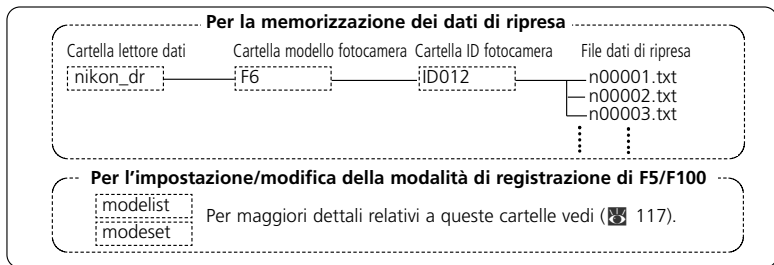 Per la memorizzazione dei dati di ripresa
Cartella lettore dati Cartella modello fotocamera Cartella ID fotocamera File dati di ripresa
nikon_dr F6 ID012 n00001.txt
n00002.txt
n00003.txt
Per l'impostazione/modifica della modalità di registrazione di F5/F100
modelist
Per maggiori dettali relativi a queste cartelle vedi ( 117).
modeset